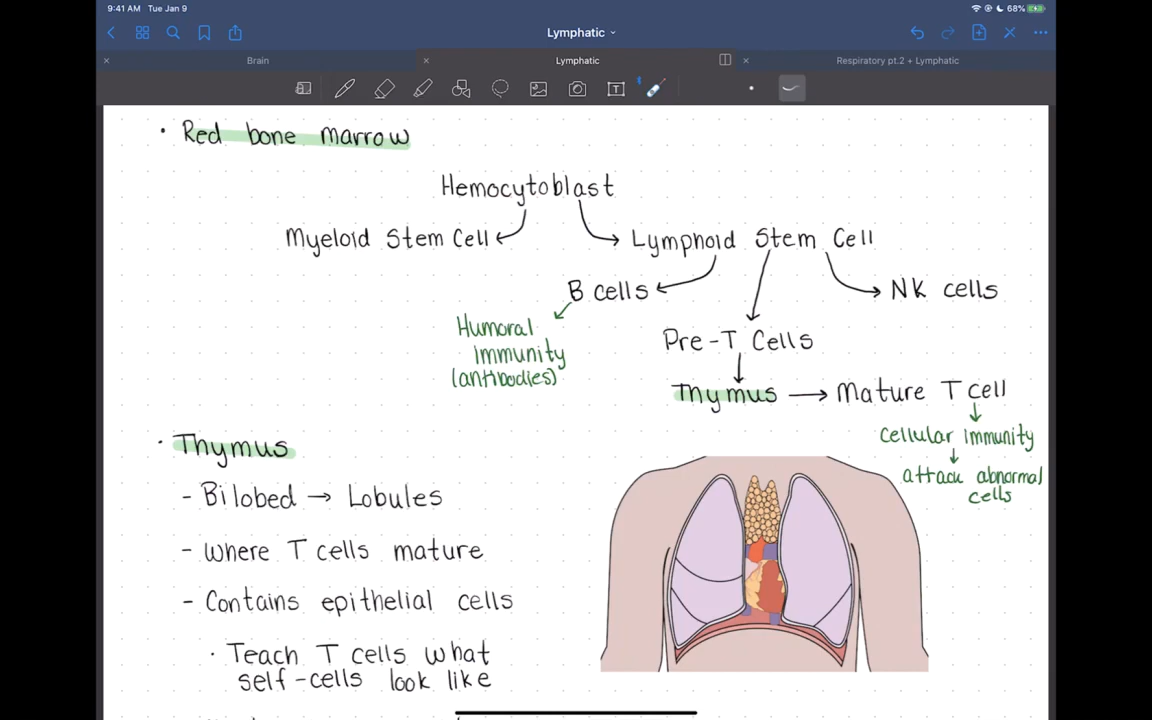 9:41 AM Tue Jan 9
68%
Lymphatic
Brain
Lymphatic
Respiratory pt.2 + Lymphatic
• Red bone marrow
Hemocytoblast
Myeloid Stem Cell
Lymphoid Stem Cell
B cells
NK cells
Humoral
immunity
(antibodies)
Pre-T Cells
Thymus → Mature T cell
Cellular immunity
attack abnormal
cells
• Thymus
- Bilobed → Lobules
- Where T cells mature
- Contains epithelial cells
• Teach T cells what
self-cells look like